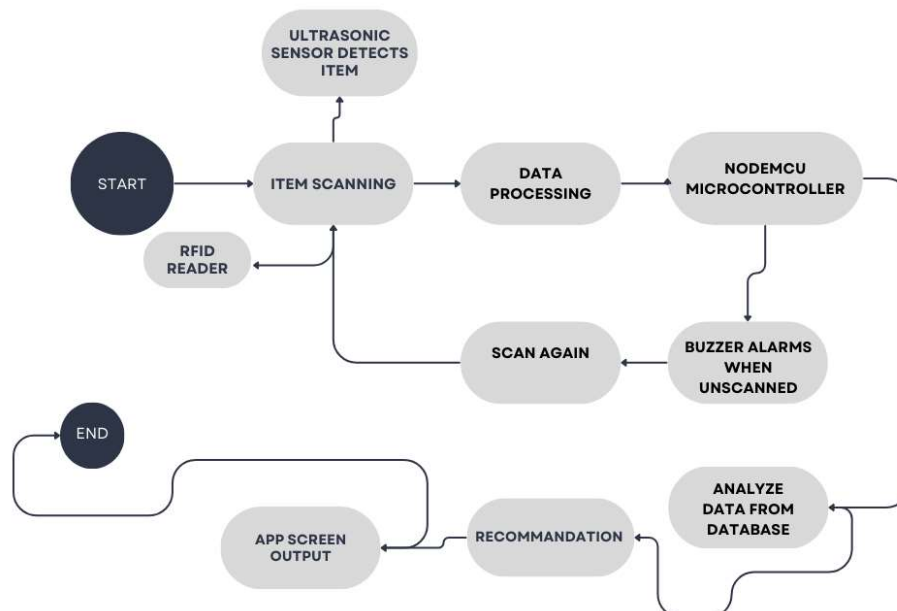 ULTRASONIC
SENSOR DETECTS
ITEM
START
ITEM SCANNING
DATA
PROCESSING
NODEMCU
MICROCONTROLLER
RFID
READER
SCAN AGAIN
BUZZER ALARMS
WHEN
UNSCANNED
END
ANALYZE
DATA FROM
DATABASE
RECOMMANDATION
APP SCREEN
OUTPUT